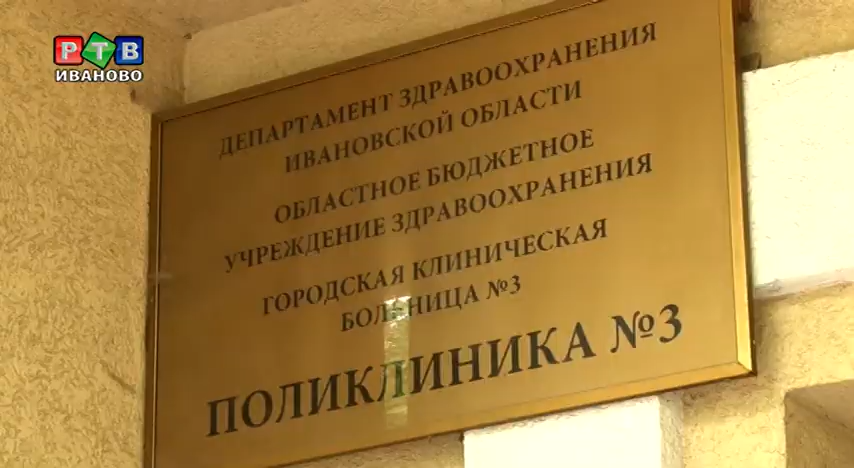 РТВ
ИВАНОВО
ДЕПАРТАМЕНТ ЗДРАВООХРАНЕНИЯ
ИВАНОВСКОЙ ОБЛАСТИ
ОБЛАСТНОЕ БЮДЖЕТНОЕ
УЧРЕЖДЕНИЕ ЗДРАВООХРАНЕНИЯ
ГОРОДСКАЯ КЛИНИЧЕСКАЯ
БОЛЬНИЦА №3
ПОЛИКЛИНИКА №3